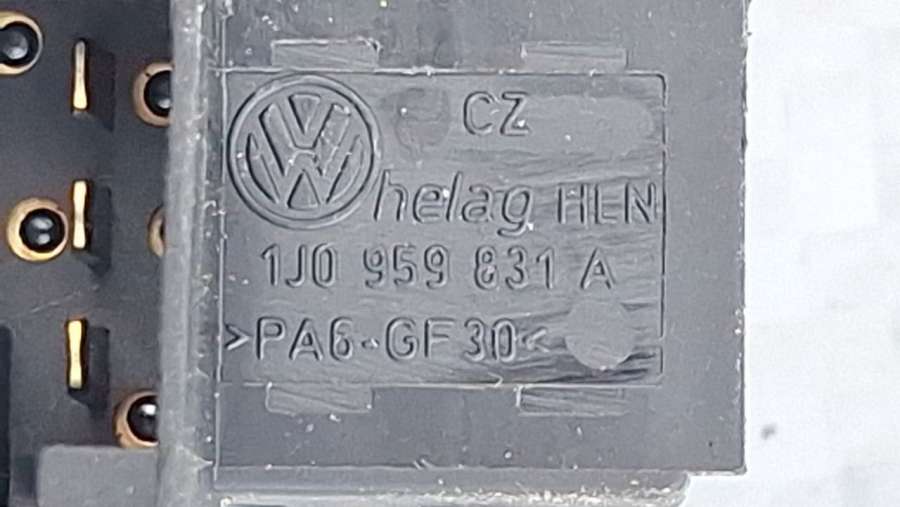 CZ
helag HLN
1J0 959 831 A
>PA6-GF30<